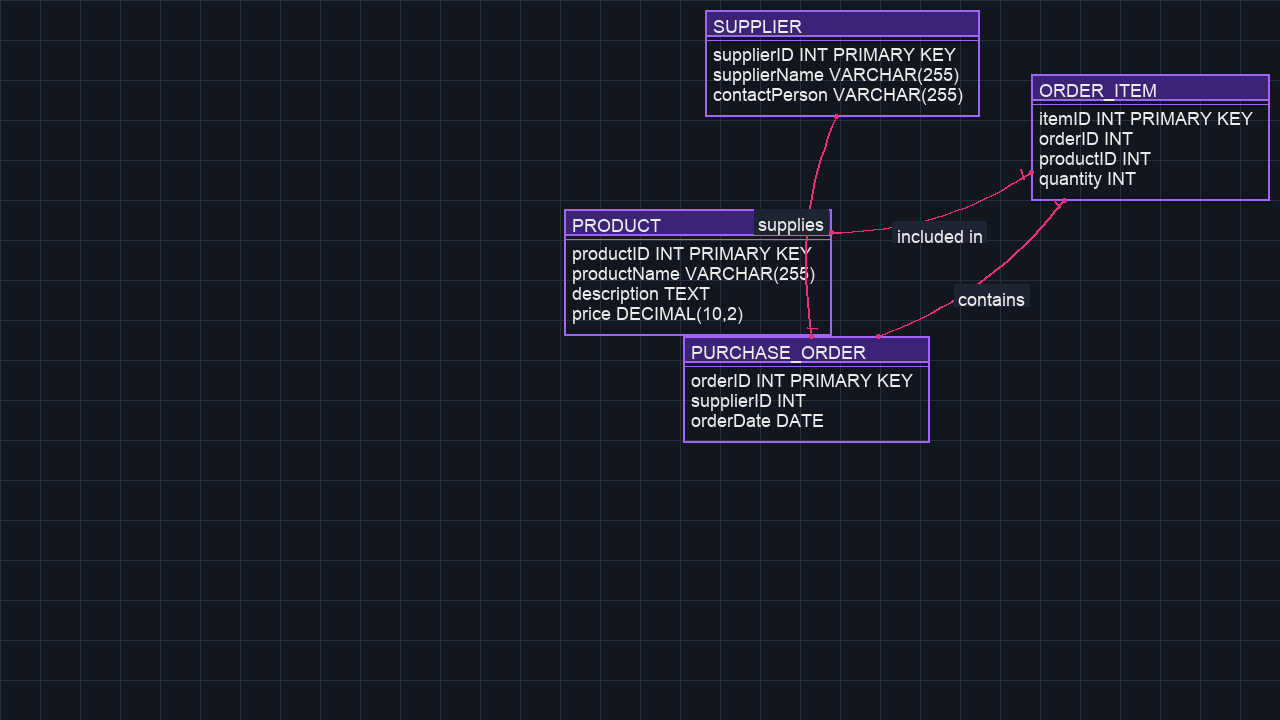 SUPPLIER
supplierID INT PRIMARY KEY
supplierName VARCHAR(255)
contactPerson VARCHAR(255)
ORDER_ITEM
itemID INT PRIMARY KEY
orderID INT
productID INT
quantity INT
PRODUCT
productID INT PRIMARY KEY
productName VARCHAR(255)
description TEXT
price DECIMAL(10,2)
supplies
included in
contains
PURCHASE_ORDER
orderID INT PRIMARY KEY
supplierID INT
orderDate DATE